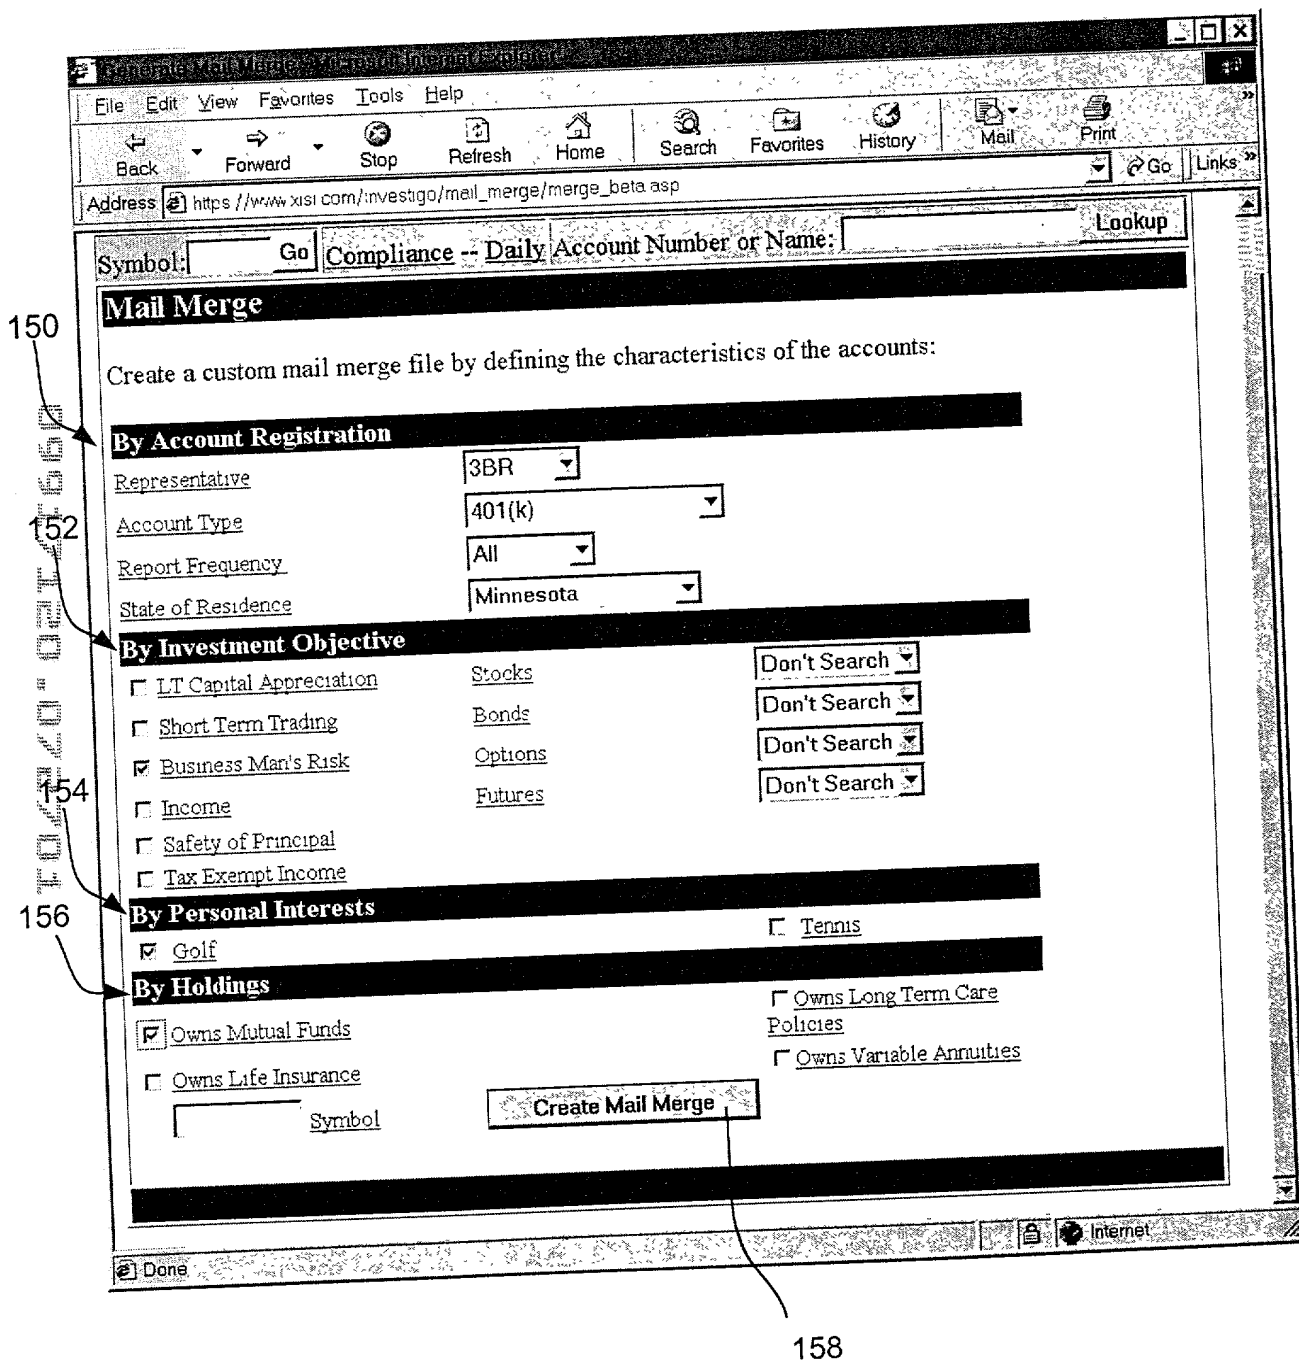 Generate Mail Merge - Microsoft Internet Explorer
File Edit View Favorites Tools Help
Back Forward Stop Refresh Home Search Favorites History Mail Print
Address https://www.xisi.com/investigo/mail_merge/merge_beta.asp Go Links
Symbol: Go Compliance -- Daily Account Number or Name: Lookup
Mail Merge
150
Create a custom mail merge file by defining the characteristics of the accounts:
By Account Registration
Representative 3BR
Account Type 401(k)
152
Report Frequency All
State of Residence Minnesota
By Investment Objective
LT Capital Appreciation Stocks Don't Search
Short Term Trading Bonds Don't Search
Business Man's Risk Options Don't Search
154
Income Futures Don't Search
Safety of Principal
Tax Exempt Income
By Personal Interests
156
Golf Tennis
By Holdings
Owns Mutual Funds Owns Long Term Care
Policies
Owns Life Insurance Owns Variable Annuities
Symbol Create Mail Merge
Done Internet
158